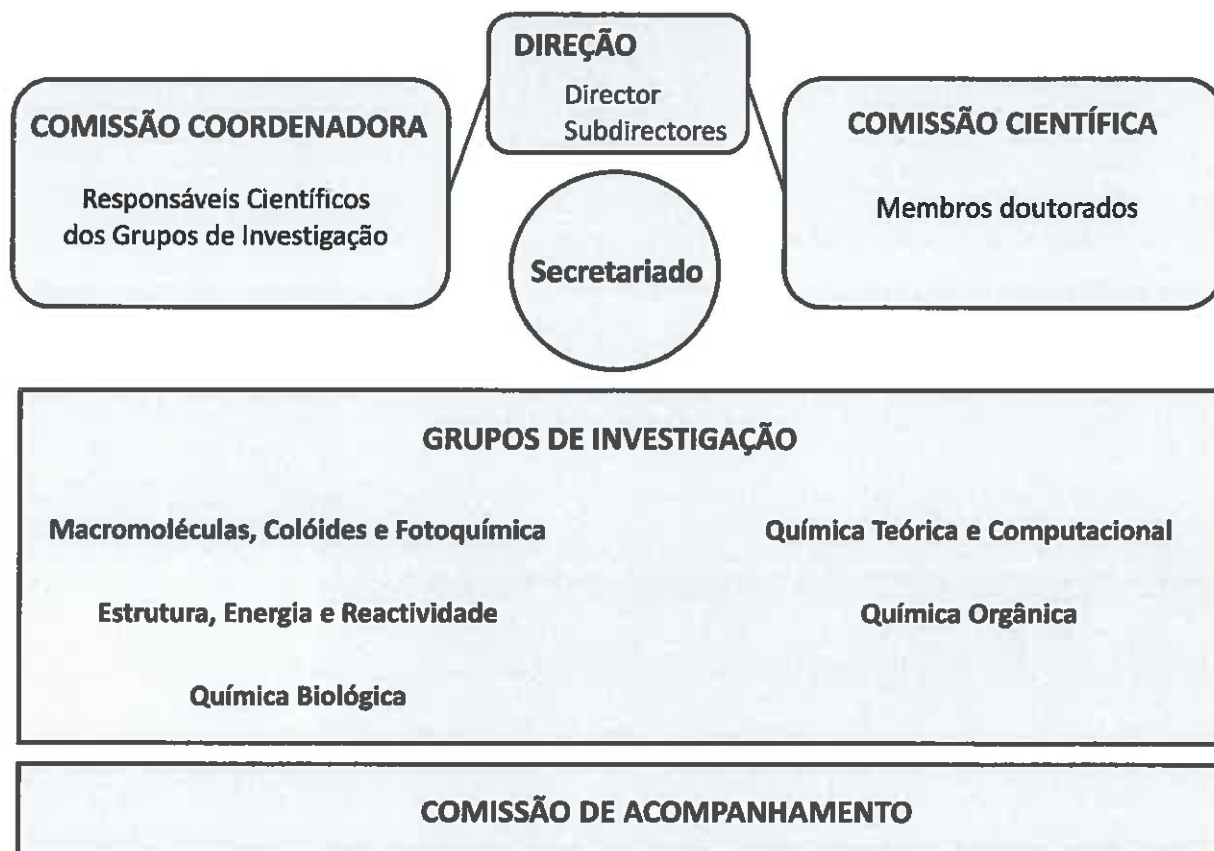 DIREÇÃO
Director
Subdirectores
COMISSÃO COORDENADORA
Responsáveis Científicos
dos Grupos de Investigação
COMISSÃO CIENTÍFICA
Membros doutorados
Secretariado
GRUPOS DE INVESTIGAÇÃO
Macromoléculas, Colóides e Fotoquímica
Química Teórica e Computacional
Estrutura, Energia e Reactividade
Química Orgânica
Química Biológica
COMISSÃO DE ACOMPANHAMENTO